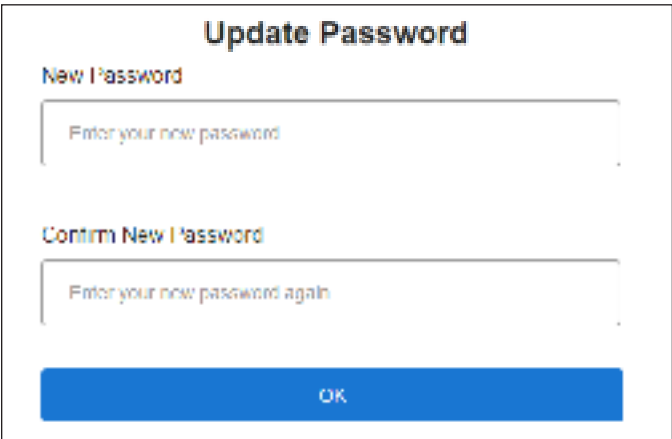 Update Password
New Password
Enter your new password
Confirm New Password
Enter your new password again
OK